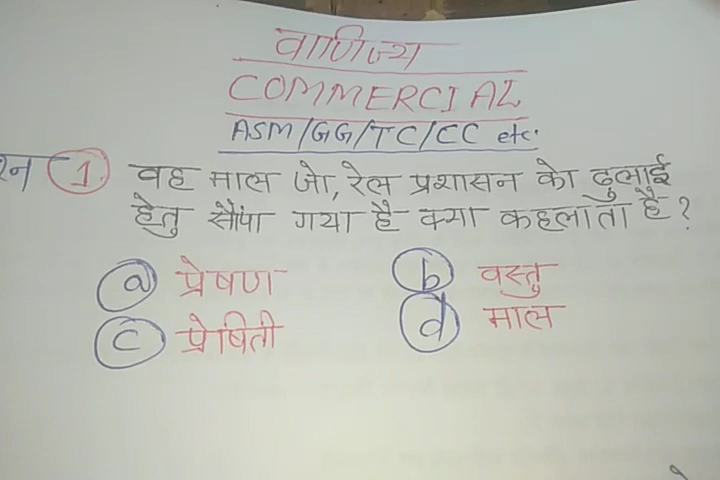 वाणिज्य
COMMERCIAL
ASM/GG/TC/CC etc.
1. वह माल जो, रेल प्रशासन को ढुलाई
हेतु सौंपा गया है क्या कहलाता है?
a प्रेषण b वस्तु
c प्रेषिती d माल